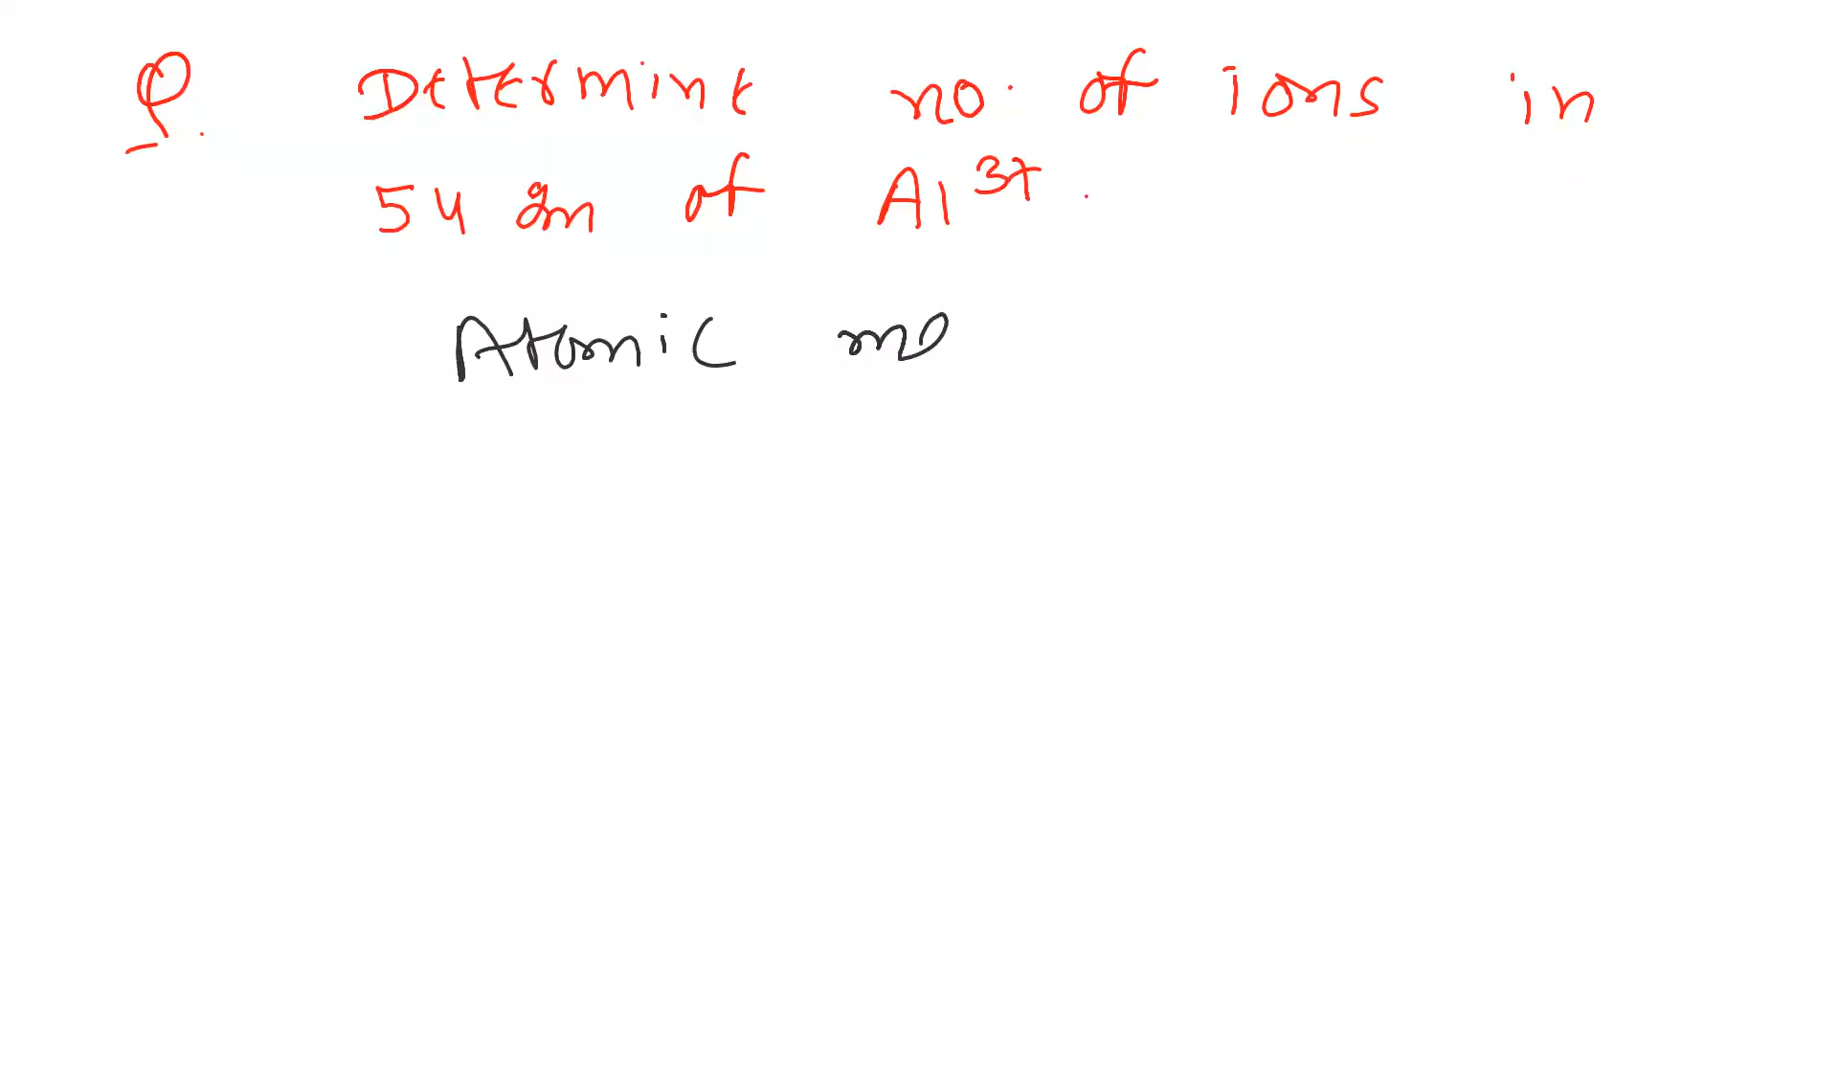 Q. Determine no. of ions in
54 gm of Al³⁺.
Atomic